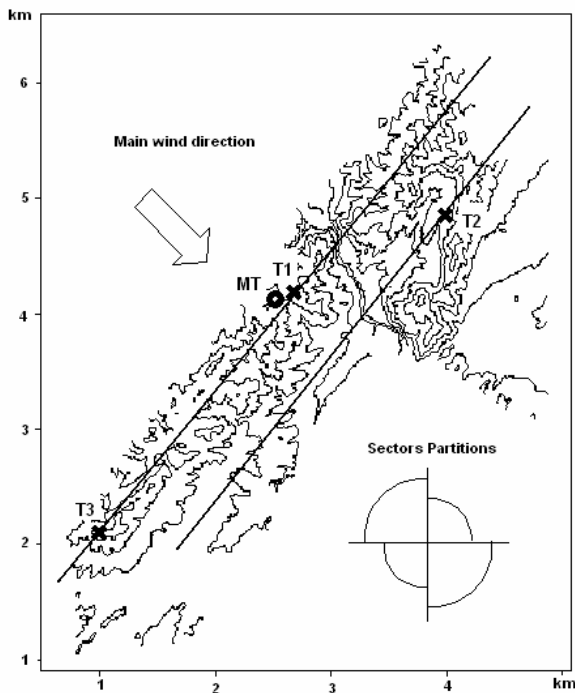 km
6
Main wind direction
5
T2
T1
MT
4
3
Sectors Partitions
T3
2
1
1
2
3
4
km